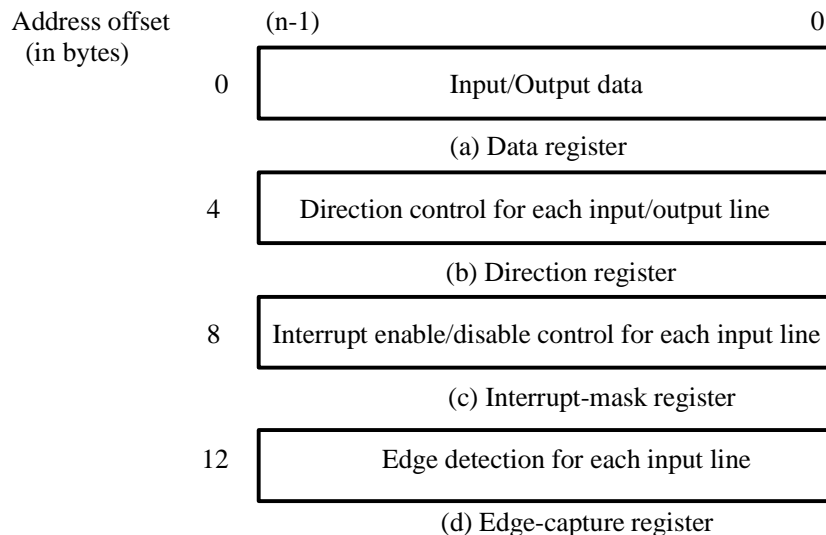 Address offset (n-1) 0
(in bytes)
0 Input/Output data
(a) Data register
4 Direction control for each input/output line
(b) Direction register
8 Interrupt enable/disable control for each input line
(c) Interrupt-mask register
12 Edge detection for each input line
(d) Edge-capture register